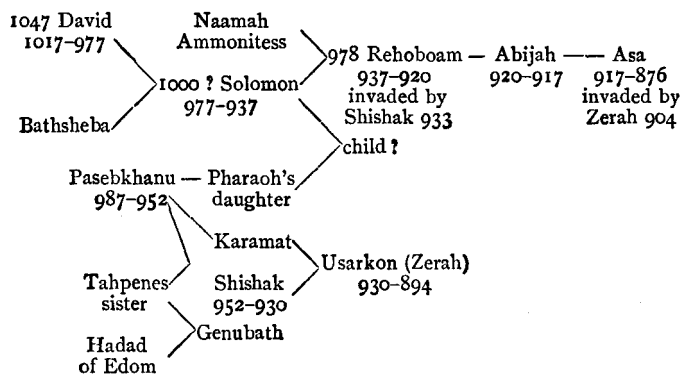 1047 David
1017–977
Naamah
Ammonitess
978 Rehoboam — Abijah —— Asa
937–920
920–917
917–876
invaded by
Shishak 933
invaded by
Zerah 904
1000 ? Solomon
977–937
Bathsheba
child ?
Pasebkhanu — Pharaoh's
987–952
daughter
Karamat
Usarkon (Zerah)
930–894
Tahpenes
sister
Shishak
952–930
Genubath
Hadad
of Edom